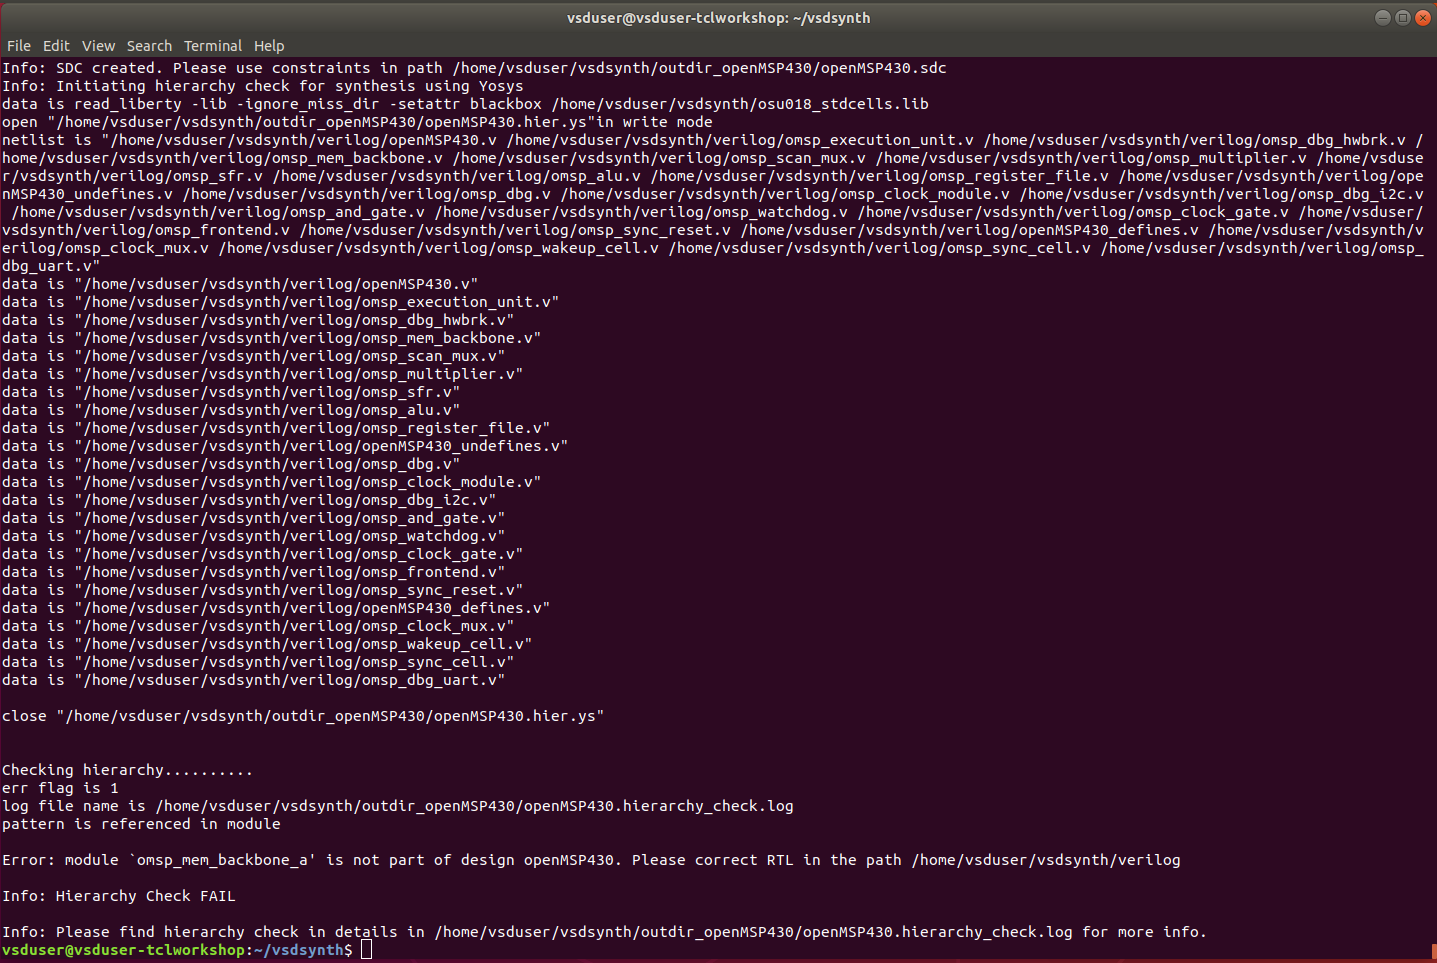 vsduser@vsduser-tclworkshop: ~/vsdsynth
File Edit View Search Terminal Help
Info: SDC created. Please use constraints in path /home/vsduser/vsdsynth/outdir_openMSP430/openMSP430.sdc
Info: Initiating hierarchy check for synthesis using Yosys
data is read_liberty -lib -ignore_miss_dir -setattr blackbox /home/vsduser/vsdsynth/osu018_stdcells.lib
open "/home/vsduser/vsdsynth/outdir_openMSP430/openMSP430.hier.ys"in write mode
netlist is "/home/vsduser/vsdsynth/verilog/openMSP430.v /home/vsduser/vsdsynth/verilog/omsp_execution_unit.v /home/vsduser/vsdsynth/verilog/omsp_dbg_hwbrk.v /
home/vsduser/vsdsynth/verilog/omsp_mem_backbone.v /home/vsduser/vsdsynth/verilog/omsp_scan_mux.v /home/vsduser/vsdsynth/verilog/omsp_multiplier.v /home/vsduse
r/vsdsynth/verilog/omsp_sfr.v /home/vsduser/vsdsynth/verilog/omsp_alu.v /home/vsduser/vsdsynth/verilog/omsp_register_file.v /home/vsduser/vsdsynth/verilog/ope
nMSP430_undefines.v /home/vsduser/vsdsynth/verilog/omsp_dbg.v /home/vsduser/vsdsynth/verilog/omsp_clock_module.v /home/vsduser/vsdsynth/verilog/omsp_dbg_i2c.v
/home/vsduser/vsdsynth/verilog/omsp_and_gate.v /home/vsduser/vsdsynth/verilog/omsp_watchdog.v /home/vsduser/vsdsynth/verilog/omsp_clock_gate.v /home/vsduser/
vsdsynth/verilog/omsp_frontend.v /home/vsduser/vsdsynth/verilog/omsp_sync_reset.v /home/vsduser/vsdsynth/verilog/openMSP430_defines.v /home/vsduser/vsdsynth/v
erilog/omsp_clock_mux.v /home/vsduser/vsdsynth/verilog/omsp_wakeup_cell.v /home/vsduser/vsdsynth/verilog/omsp_sync_cell.v /home/vsduser/vsdsynth/verilog/omsp_
dbg_uart.v"
data is "/home/vsduser/vsdsynth/verilog/openMSP430.v"
data is "/home/vsduser/vsdsynth/verilog/omsp_execution_unit.v"
data is "/home/vsduser/vsdsynth/verilog/omsp_dbg_hwbrk.v"
data is "/home/vsduser/vsdsynth/verilog/omsp_mem_backbone.v"
data is "/home/vsduser/vsdsynth/verilog/omsp_scan_mux.v"
data is "/home/vsduser/vsdsynth/verilog/omsp_multiplier.v"
data is "/home/vsduser/vsdsynth/verilog/omsp_sfr.v"
data is "/home/vsduser/vsdsynth/verilog/omsp_alu.v"
data is "/home/vsduser/vsdsynth/verilog/omsp_register_file.v"
data is "/home/vsduser/vsdsynth/verilog/openMSP430_undefines.v"
data is "/home/vsduser/vsdsynth/verilog/omsp_dbg.v"
data is "/home/vsduser/vsdsynth/verilog/omsp_clock_module.v"
data is "/home/vsduser/vsdsynth/verilog/omsp_dbg_i2c.v"
data is "/home/vsduser/vsdsynth/verilog/omsp_and_gate.v"
data is "/home/vsduser/vsdsynth/verilog/omsp_watchdog.v"
data is "/home/vsduser/vsdsynth/verilog/omsp_clock_gate.v"
data is "/home/vsduser/vsdsynth/verilog/omsp_frontend.v"
data is "/home/vsduser/vsdsynth/verilog/omsp_sync_reset.v"
data is "/home/vsduser/vsdsynth/verilog/openMSP430_defines.v"
data is "/home/vsduser/vsdsynth/verilog/omsp_clock_mux.v"
data is "/home/vsduser/vsdsynth/verilog/omsp_wakeup_cell.v"
data is "/home/vsduser/vsdsynth/verilog/omsp_sync_cell.v"
data is "/home/vsduser/vsdsynth/verilog/omsp_dbg_uart.v"
close "/home/vsduser/vsdsynth/outdir_openMSP430/openMSP430.hier.ys"
Checking hierarchy..........
err flag is 1
log file name is /home/vsduser/vsdsynth/outdir_openMSP430/openMSP430.hierarchy_check.log
pattern is referenced in module
Error: module `omsp_mem_backbone_a' is not part of design openMSP430. Please correct RTL in the path /home/vsduser/vsdsynth/verilog
Info: Hierarchy Check FAIL
Info: Please find hierarchy check in details in /home/vsduser/vsdsynth/outdir_openMSP430/openMSP430.hierarchy_check.log for more info.
vsduser@vsduser-tclworkshop:~/vsdsynth$